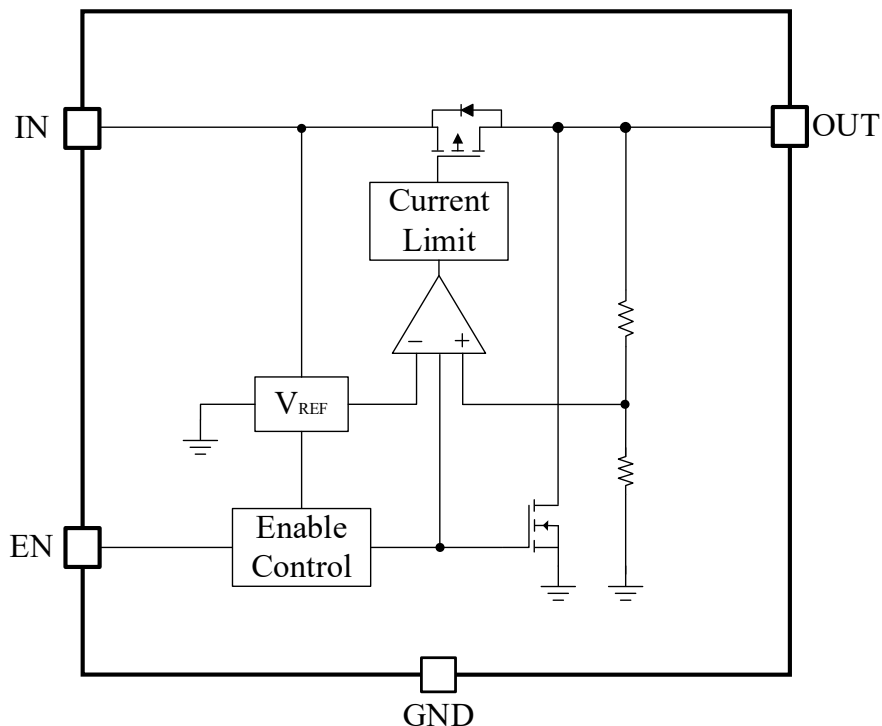 IN
OUT
Current
Limit
− +
VREF
EN
Enable
Control
GND